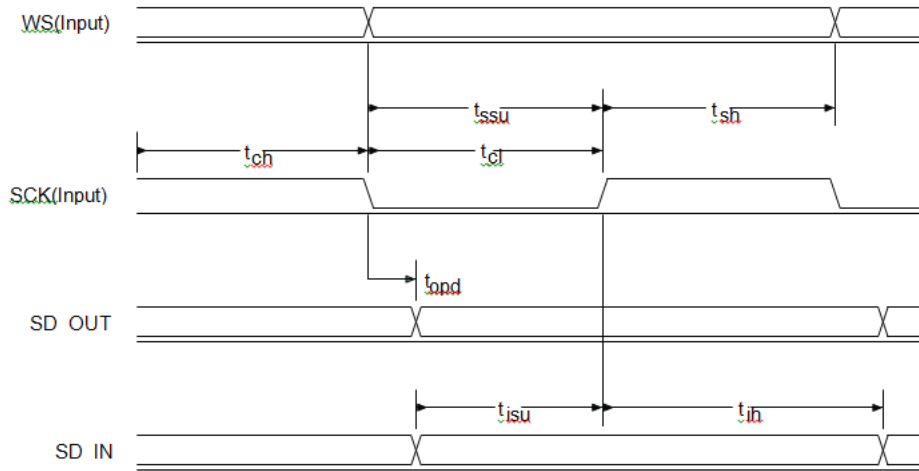 WS(Input)
tssu
tsh
tch
tcl
SCK(Input)
topd
SD OUT
tisu
tih
SD IN